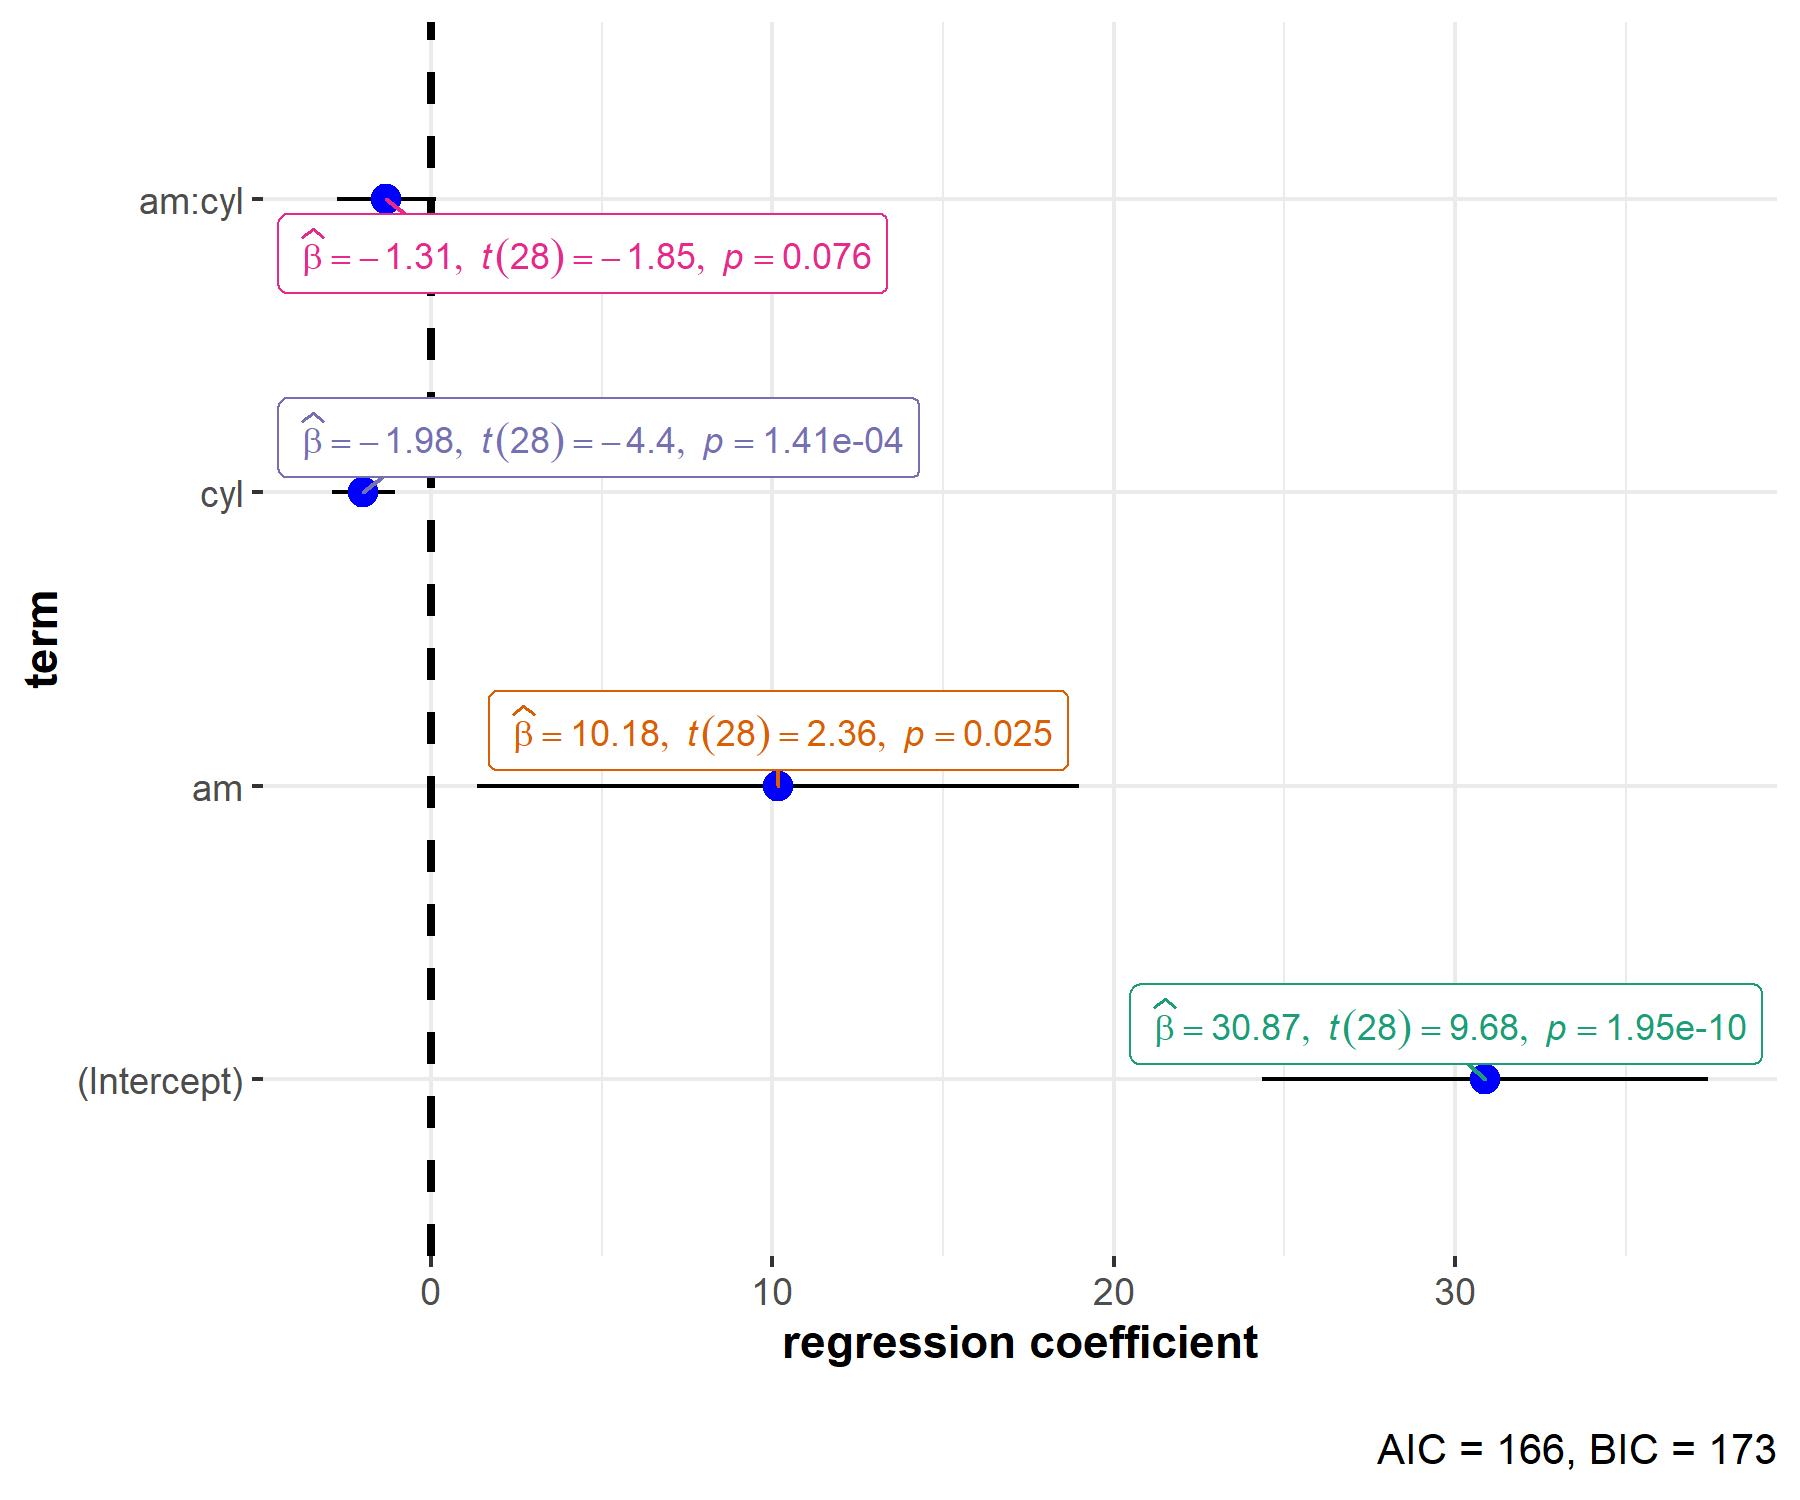 am:cyl
β̂ = −1.31, t(28) = −1.85, p = 0.076
β̂ = −1.98, t(28) = −4.4, p = 1.41e-04
cyl
term
β̂ = 10.18, t(28) = 2.36, p = 0.025
am
β̂ = 30.87, t(28) = 9.68, p = 1.95e-10
(Intercept)
0 10 20 30
regression coefficient
AIC = 166, BIC = 173